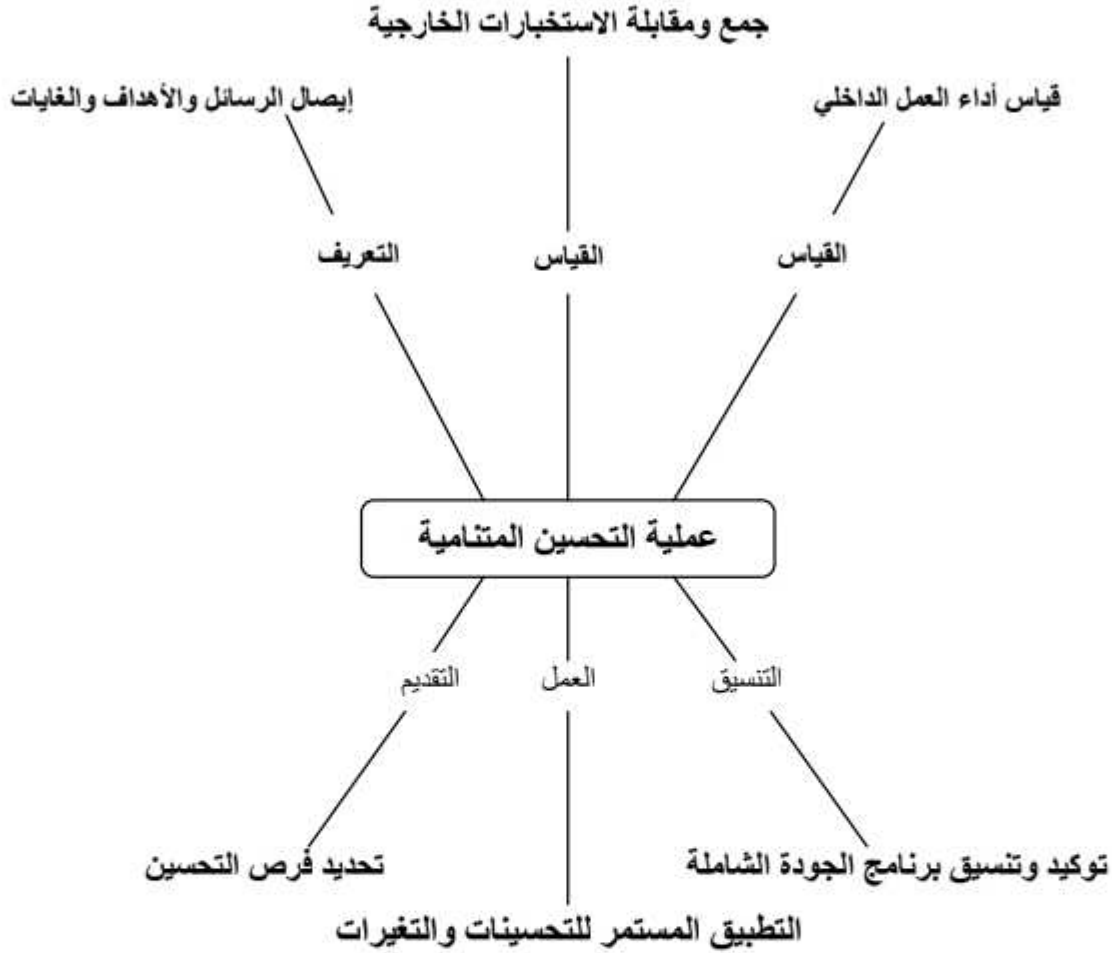 جمع ومقابلة الاستخبارات الخارجية
قياس أداء العمل الداخلي
إيصال الرسائل والأهداف والغايات
القياس
القياس
التعريف
عملية التحسين المتنامية
التنسيق
العمل
التقديم
توكيد وتنسيق برنامج الجودة الشاملة
تحديد فرص التحسين
التطبيق المستمر للتحسينات والتغيرات